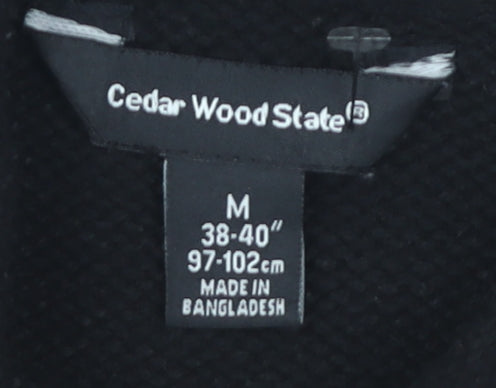 Cedar Wood State®
M
38-40"
97-102cm
MADE IN
BANGLADESH